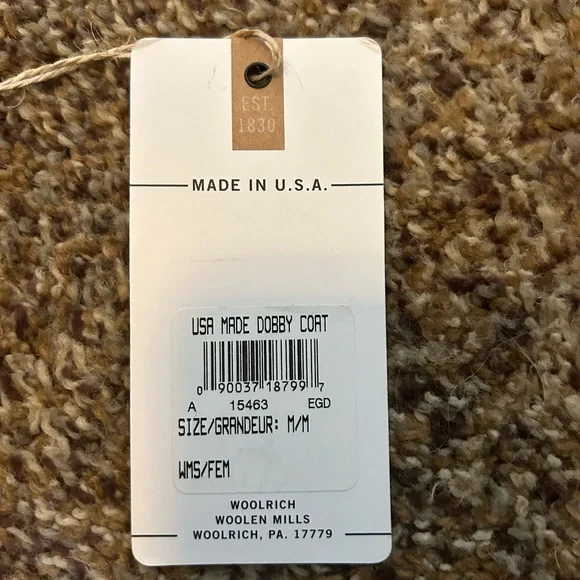 EST.
1830
MADE IN U.S.A.
USA MADE DOBBY COAT
0 90037 18799 7
A 15463 EGD
SIZE/GRANDEUR: M/M
WMS/FEM
WOOLRICH
WOOLEN MILLS
WOOLRICH, PA. 17779